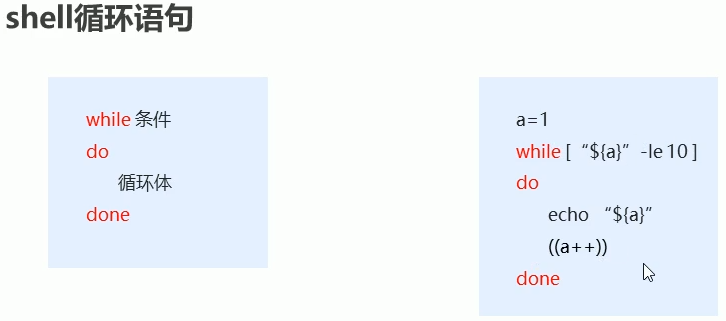 shell循环语句
while 条件
do
循环体
done
a=1
while [ “${a}” -le 10 ]
do
echo “${a}”
((a++))
done